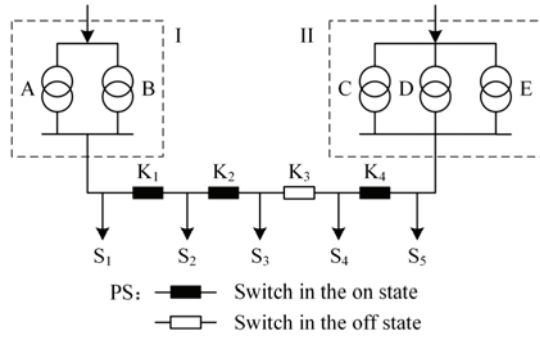 I II
A B C D E
K₁ K₂ K₃ K₄
S₁ S₂ S₃ S₄ S₅
PS: Switch in the on state
Switch in the off state